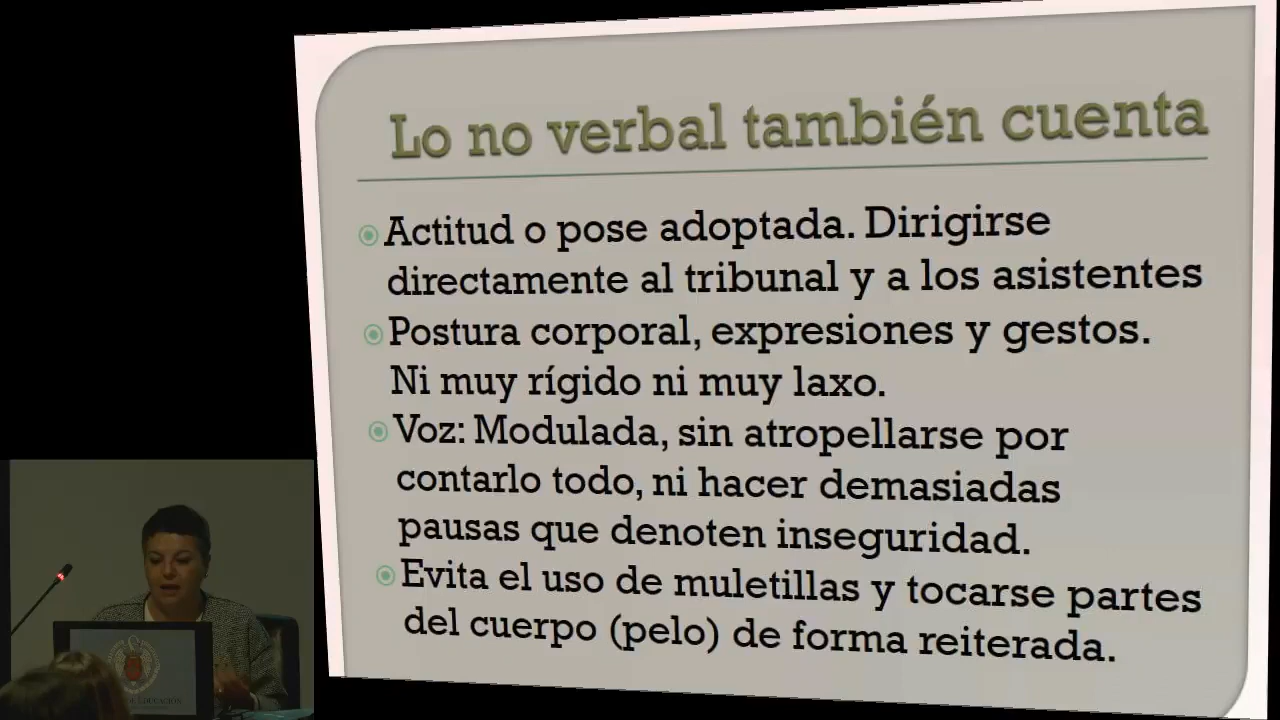 Lo no verbal también cuenta
Actitud o pose adoptada. Dirigirse
directamente al tribunal y a los asistentes
Postura corporal, expresiones y gestos.
Ni muy rígido ni muy laxo.
Voz: Modulada, sin atropellarse por
contarlo todo, ni hacer demasiadas
pausas que denoten inseguridad.
Evita el uso de muletillas y tocarse partes
del cuerpo (pelo) de forma reiterada.
DE EDUCACIÓN